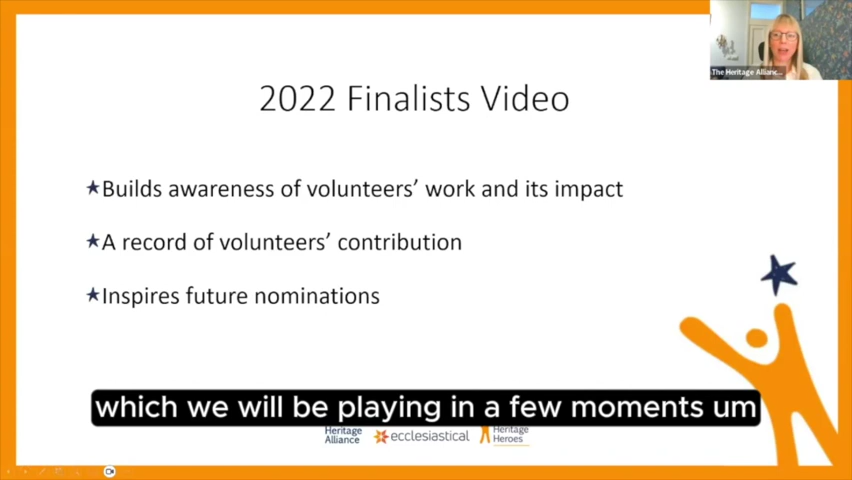 The Heritage Allianc...
2022 Finalists Video
Builds awareness of volunteers’ work and its impact
A record of volunteers’ contribution
Inspires future nominations
which we will be playing in a few moments um
Heritage
Alliance
ecclesiastical
Heritage
Heroes